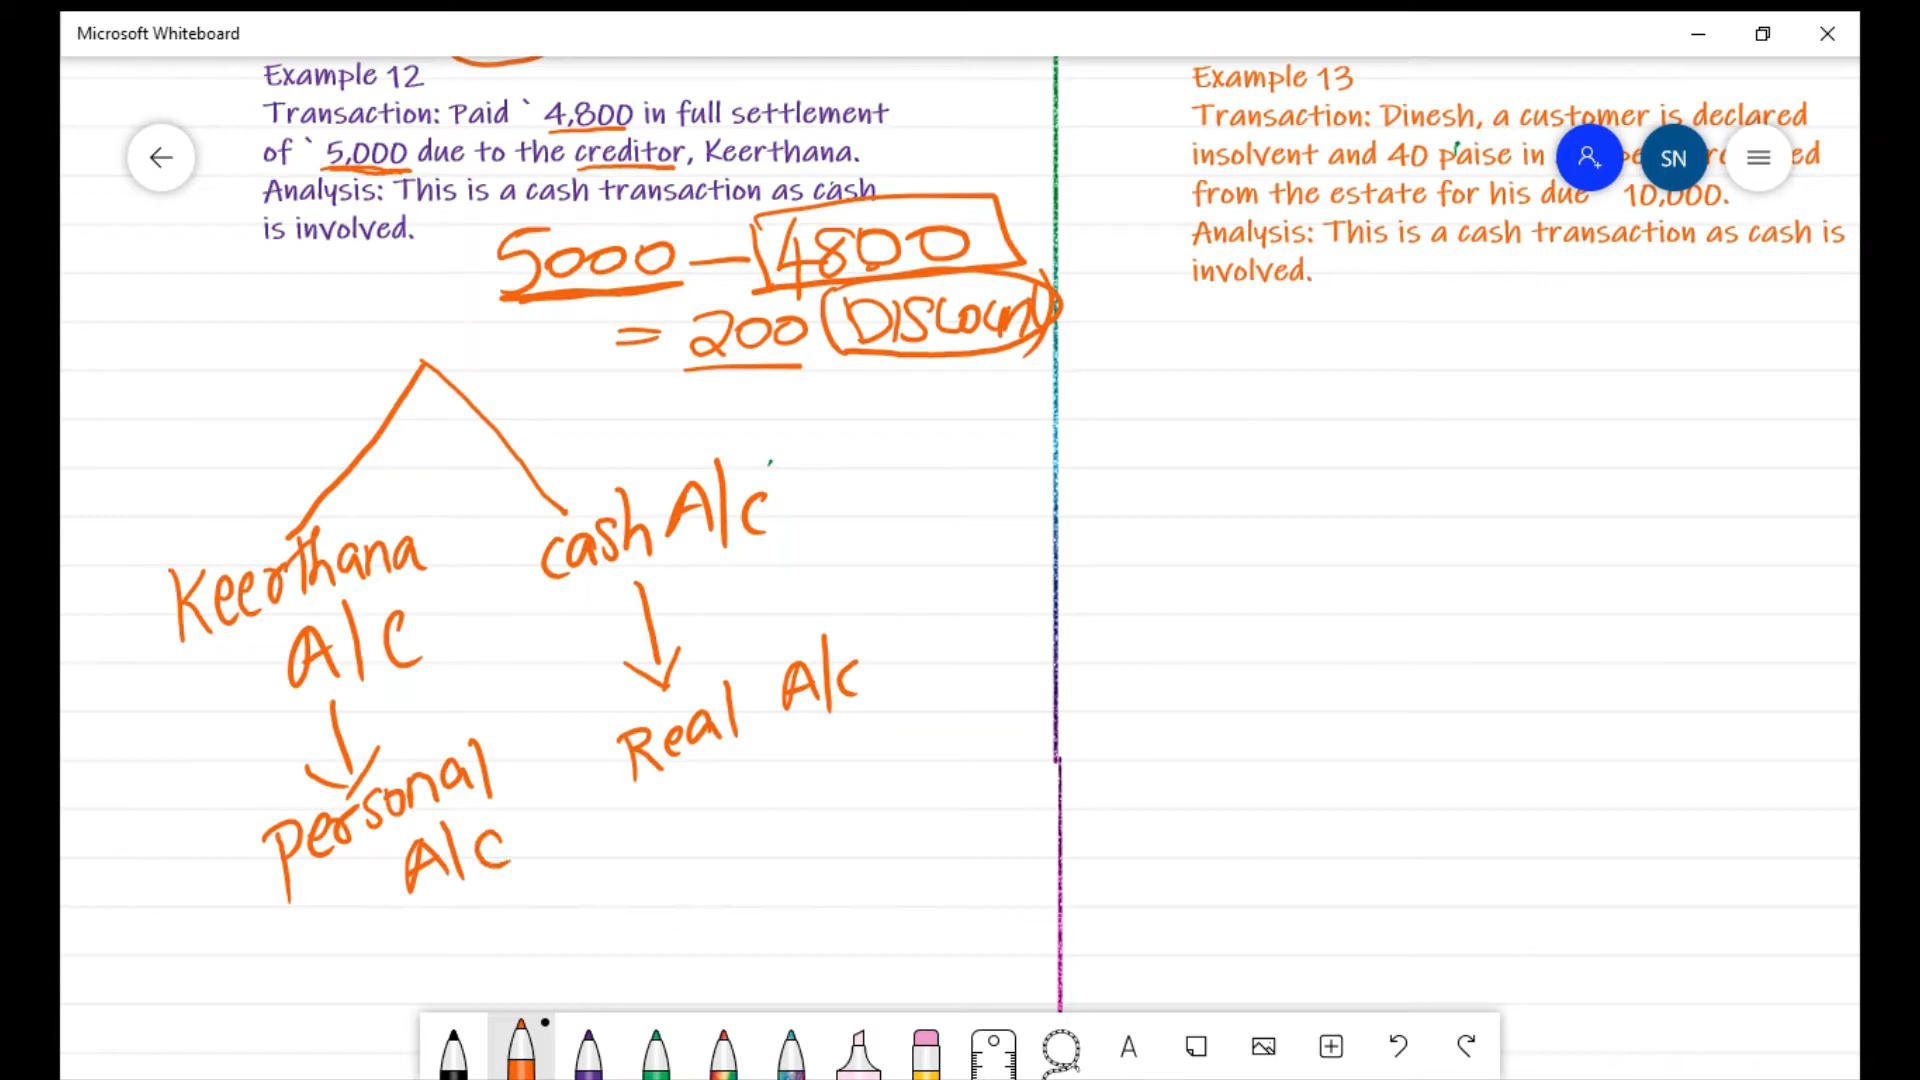 Microsoft Whiteboard
Example 12
Transaction: Paid ` 4,800 in full settlement
of ` 5,000 due to the creditor, Keerthana.
Analysis: This is a cash transaction as cash
is involved.
5000 — 4800
= 200 (Discount)
Keerthana
A/C
Personal
A/C
cash A/c
Real A/c
Example 13
Transaction: Dinesh, a customer is declared
insolvent and 40 paise in
from the estate for his due 10,000.
Analysis: This is a cash transaction as cash is
involved.
SN
A